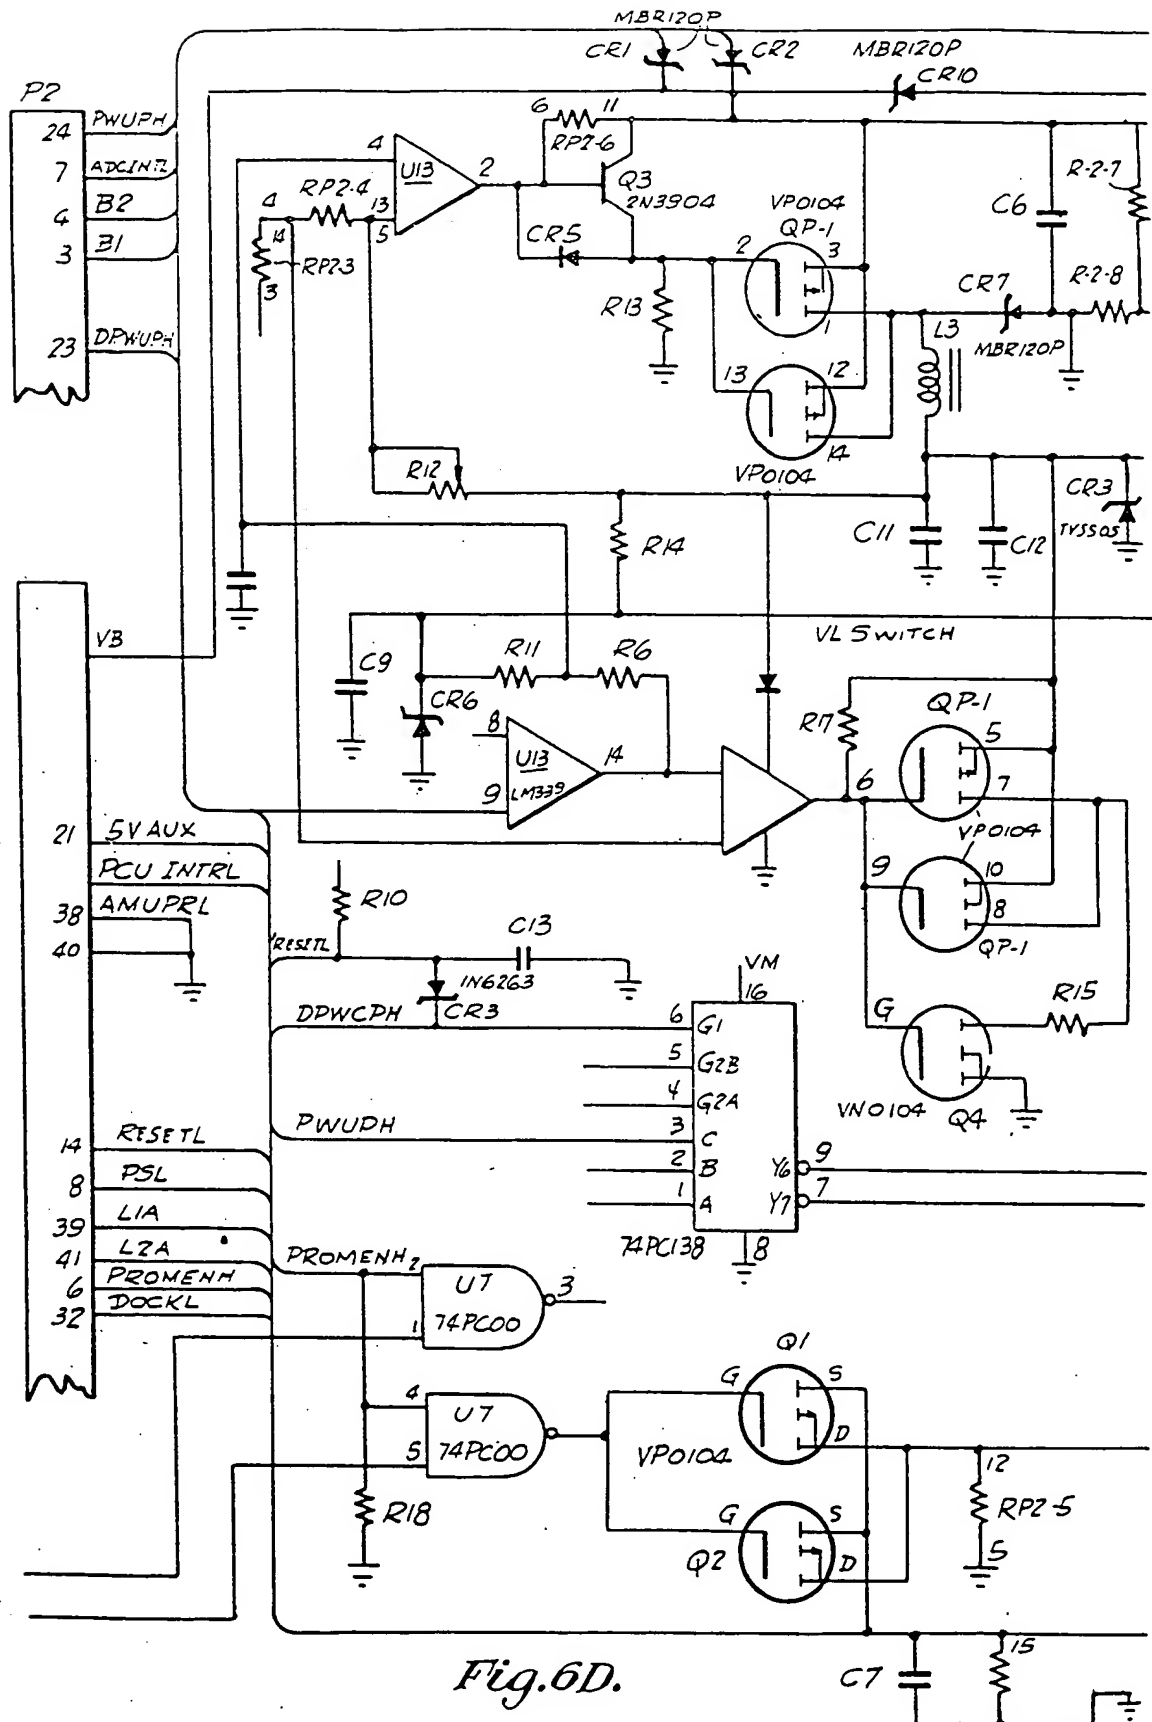 MBR120P
CR1
CR2
MBR120P
CR10
P2
24 PWUPH
7 ADCINTL
4 B2
3 B1
23 DPWUPH
6
11
RP2-6
4
U13
2
Q3
2N3904
RP2-4
4
14
13
5
RP2-3
3
CR5
VP0104
QP-1
2
3
1
R13
C6
R-2-7
R-2-8
CR7
MBR120P
L3
13
12
14
VP0104
R12
R14
C11
C12
CR3
TVS505
VB
VL SWITCH
C9
R11
R6
CR6
8
U13
LM339
14
9
R7
QP-1
5
6
7
VP0104
9
10
8
QP-1
21 5V AUX
PCU INTRL
38 AMUPRL
40
R10
RESETL
C13
1N6263
CR3
VM
16
R15
G
VN0104
Q4
DPWCPH
6 G1
5 G2B
4 G2A
PWUPH
3 C
2 B
1 A
Y6 9
Y7 7
74PC138
8
14 RESETL
8 PSL
39 L1A
41 L2A
6 PROMENH
32 DOCKL
PROMENH
2
U7
3
74PC00
1
4
U7
5
74PC00
R18
Q1
G
S
D
VP0104
G
S
Q2
D
12
RP2-5
5
C7
15
Fig.6D.